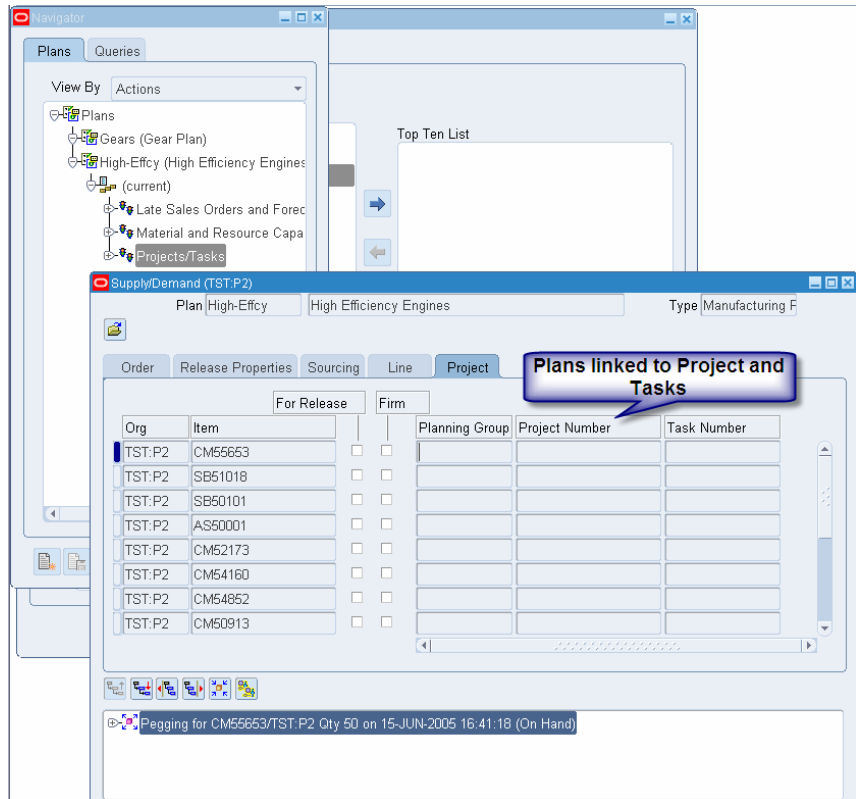 Navigator
Plans Queries
View By Actions
Plans
Gears (Gear Plan)
High-Effcy (High Efficiency Engines
(current)
Late Sales Orders and Forec
Material and Resource Capa
Projects/Tasks
Top Ten List
Supply/Demand (TST:P2)
Plan High-Effcy High Efficiency Engines Type Manufacturing P
Order Release Properties Sourcing Line Project
Plans linked to Project and
Tasks
For Release Firm
Org Item Planning Group Project Number Task Number
TST:P2 CM55653
TST:P2 SB51018
TST:P2 SB50101
TST:P2 AS50001
TST:P2 CM52173
TST:P2 CM54160
TST:P2 CM54852
TST:P2 CM50913
Pegging for CM55653/TST:P2 Qty 50 on 15-JUN-2005 16:41:18 (On Hand)